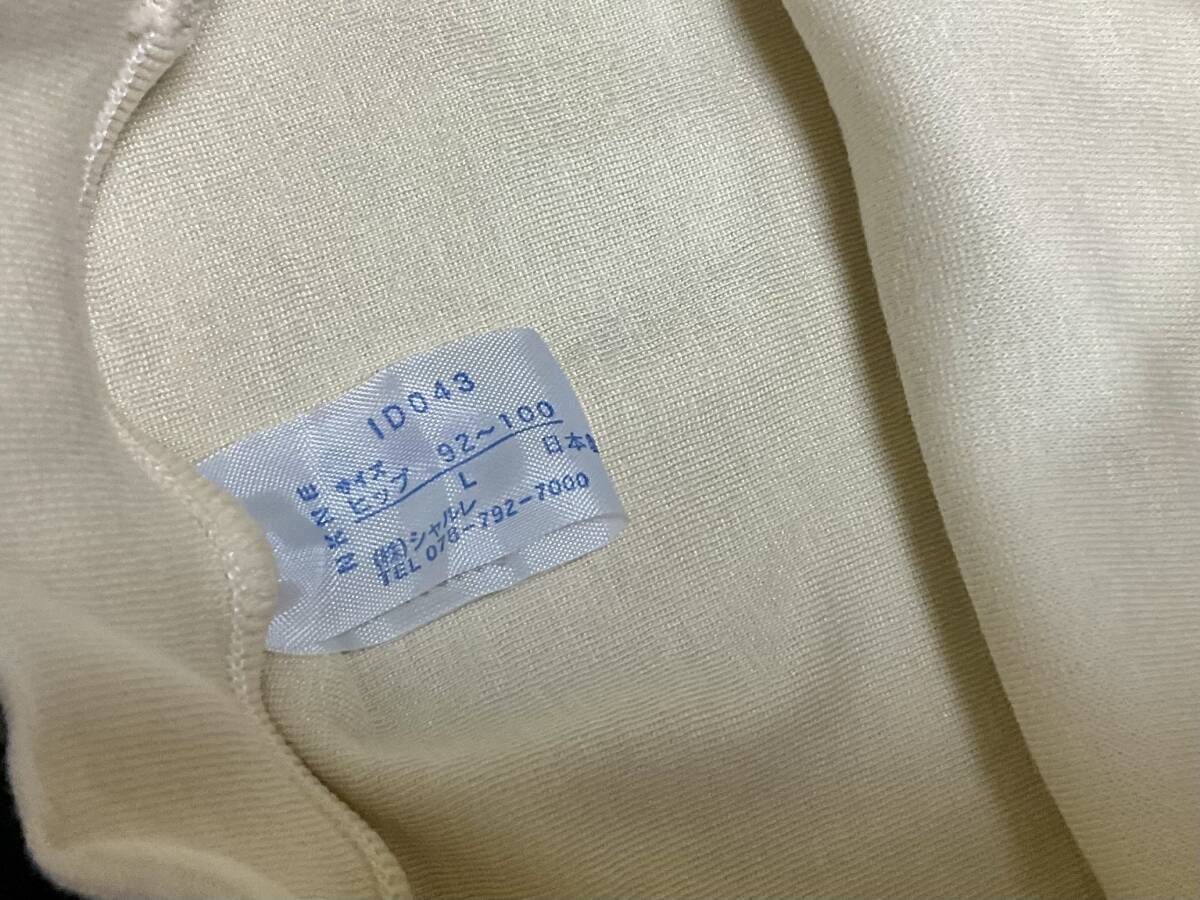 ID043
サイズ
ヒップ 92～100
L 日本製
(株)シャルレ
TEL 078-792-7000